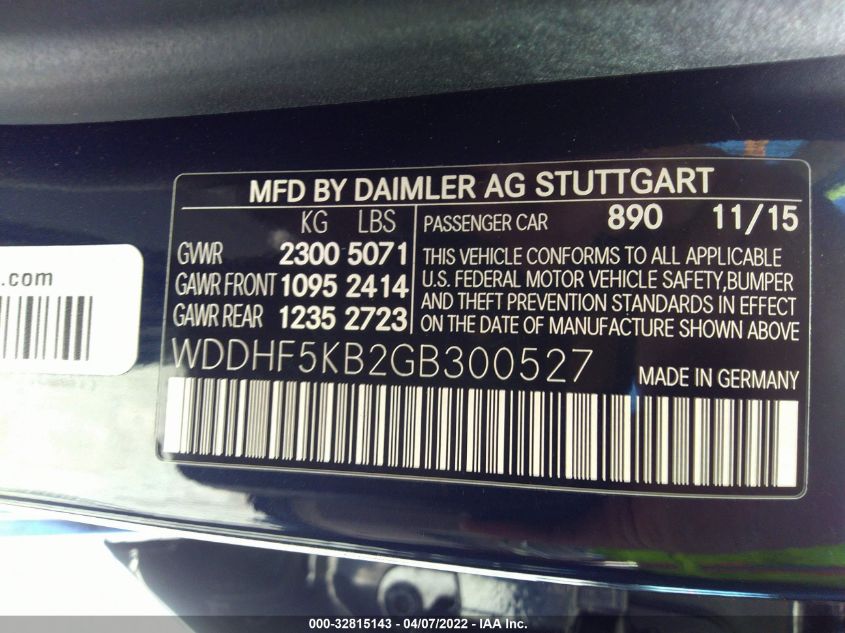 MFD BY DAIMLER AG STUTTGART
KG LBS
GVWR 2300 5071
GAWR FRONT 1095 2414
GAWR REAR 1235 2723
PASSENGER CAR 890 11/15
THIS VEHICLE CONFORMS TO ALL APPLICABLE
U.S. FEDERAL MOTOR VEHICLE SAFETY,BUMPER
AND THEFT PREVENTION STANDARDS IN EFFECT
ON THE DATE OF MANUFACTURE SHOWN ABOVE
WDDHF5KB2GB300527
MADE IN GERMANY
.com
000-32815143 - 04/07/2022 - IAA Inc.